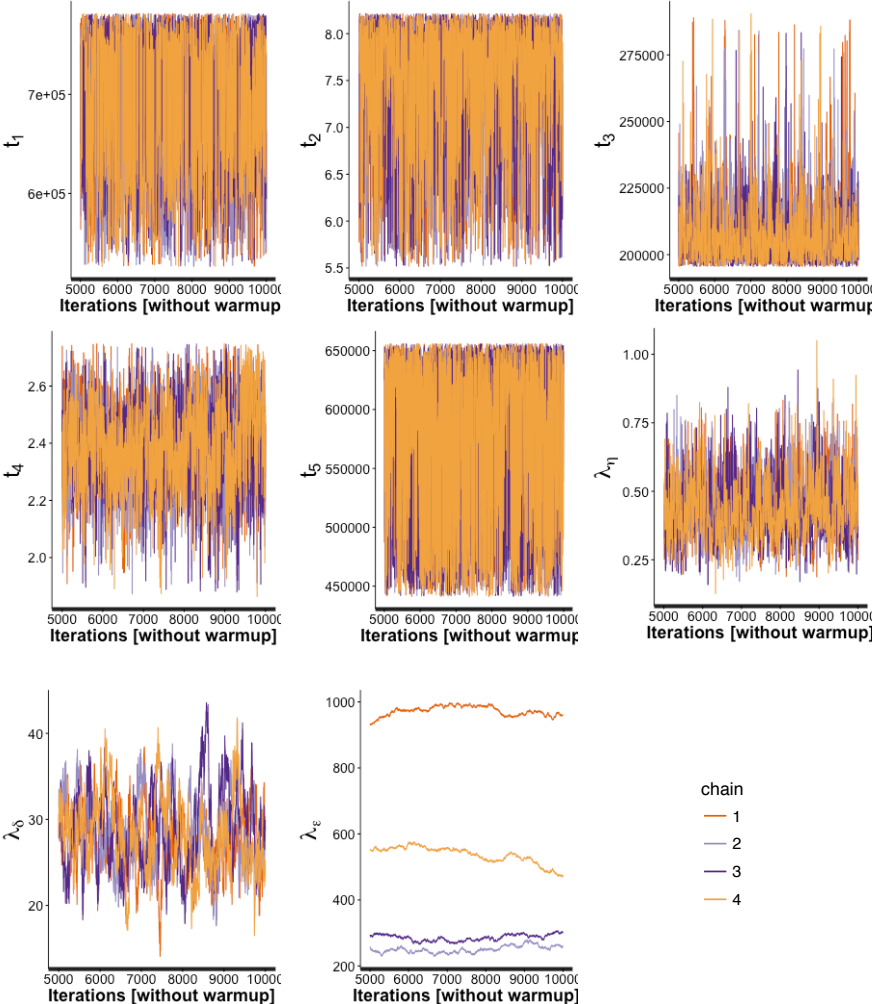 t1
7e+05
6e+05
5000 6000 7000 8000 9000 10000
Iterations [without warmup]
t2
8.0
7.5
7.0
6.5
6.0
5.5
5000 6000 7000 8000 9000 10000
Iterations [without warmup]
t3
275000
250000
225000
200000
5000 6000 7000 8000 9000 10000
Iterations [without warmup]
t4
2.6
2.4
2.2
2.0
5000 6000 7000 8000 9000 10000
Iterations [without warmup]
t5
650000
600000
550000
500000
450000
5000 6000 7000 8000 9000 10000
Iterations [without warmup]
λη
1.00
0.75
0.50
0.25
5000 6000 7000 8000 9000 10000
Iterations [without warmup]
λδ
40
30
20
5000 6000 7000 8000 9000 10000
Iterations [without warmup]
λε
1000
800
600
400
200
5000 6000 7000 8000 9000 10000
Iterations [without warmup]
chain
1
2
3
4